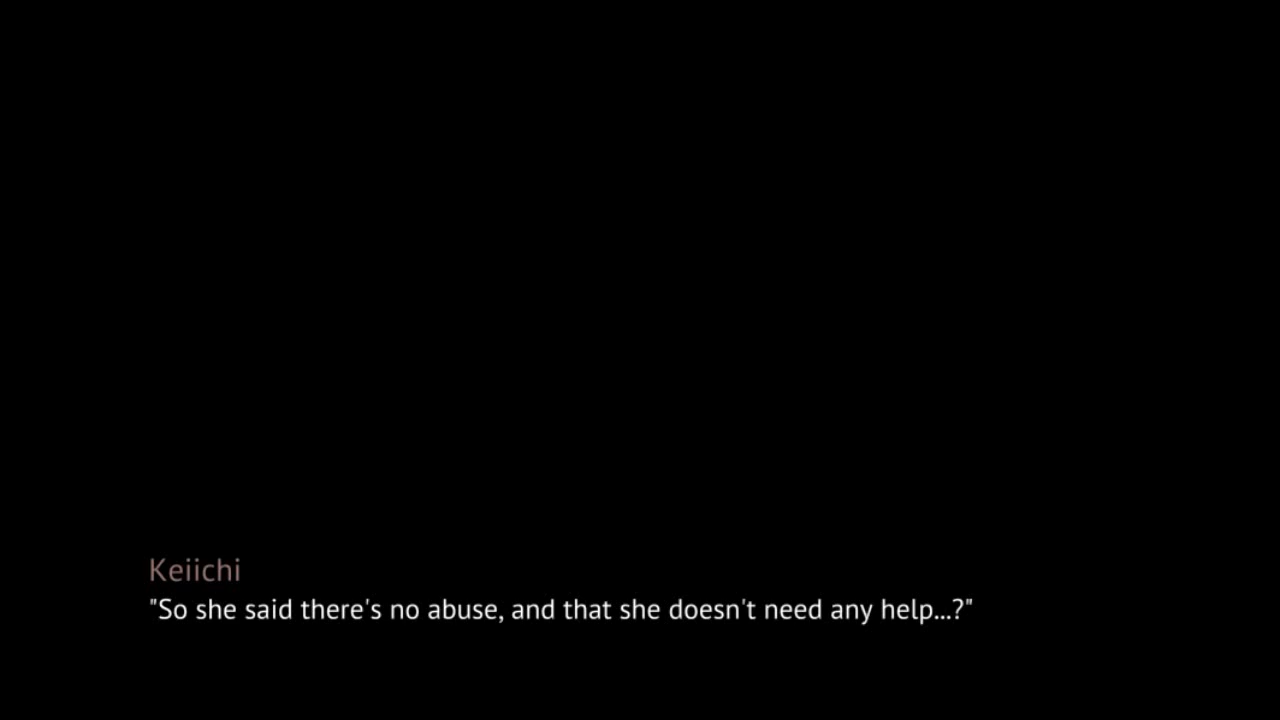 Keiichi
"So she said there's no abuse, and that she doesn't need any help...?"